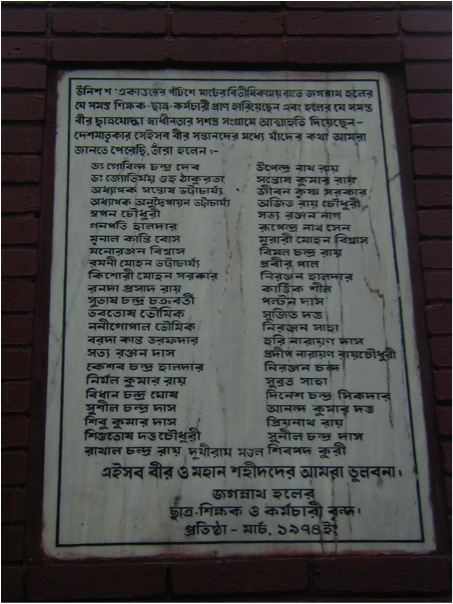 উনিশ শ' একাত্তরের পঁচিশে মার্চের বিভীষিকাময় রাতে জগন্নাথ হলের
যে সমস্ত শিক্ষক-ছাত্র-কর্মচারী প্রাণ হারিয়েছেন এবং হলের যে সমস্ত
বীর ছাত্রযোদ্ধা স্বাধীনতার সশস্ত্র সংগ্রামে আত্মাহুতি দিয়েছেন –
দেশমাতৃকার সেইসব বীর সন্তানদের মধ্যে যাঁদের কথা আমরা
জানতে পেরেছি, তাঁরা হলেন :-
ডঃ গোবিন্দ চন্দ্র দেব উপেন্দ্র নাথ রায়
ডঃ জ্যোতির্ময় গুহ ঠাকুরতা সন্তোষ কুমার রায়
অধ্যাপক সন্তোষ ভট্টাচার্য্য জীবন কৃষ্ণ সরকার
অধ্যাপক অনুদ্বৈপায়ন ভট্টাচার্য্য অজিত রায় চৌধুরী
স্বপন চৌধুরী সত্য রঞ্জন নাগ
গনপতি হালদার রূপেন্দ্র নাথ সেন
মৃনাল কান্তি বোস মুরারী মোহন বিশ্বাস
মনোরঞ্জন বিশ্বাস বিমল চন্দ্র রায়
রমনী মোহন ভট্টাচার্য্য প্রবীর পাল
কিশোরী মোহন সরকার নিরঞ্জন হালদার
রনদা প্রসাদ রায় কার্ত্তিক শীল
সুভাষ চন্দ্র চক্রবর্তী পল্টন দাস
ভবতোষ ভৌমিক সুজিত দত্ত
ননীগোপাল ভৌমিক নিরঞ্জন সাহা
বরদা কান্ত তরফদার হরি নারায়ণ দাস
সত্য রঞ্জন দাস প্রদীপ নারায়ণ রায়চৌধুরী
কেশব চন্দ্র হালদার নিরঞ্জন চন্দ
নির্মল কুমার রায় সুব্রত সাহা
বিধান চন্দ্র ঘোষ দিনেশ চন্দ্র সিকদার
সুশীল চন্দ্র দাস আনন্দ কুমার দত্ত
শিবু কুমার দাস প্রিয়নাথ রায়
শিশুতোষ দত্ত চৌধুরী সুনীল চন্দ্র দাস
রাখাল চন্দ্র রায় দুখীরাম মণ্ডল শিবপদ কুরী
এইসব বীর ও মহান শহীদদের আমরা ভুলবনা।
জগন্নাথ হলের
ছাত্র-শিক্ষক ও কর্মচারী বৃন্দ।
প্রতিষ্ঠা – মার্চ, ১৯৭৪ইং